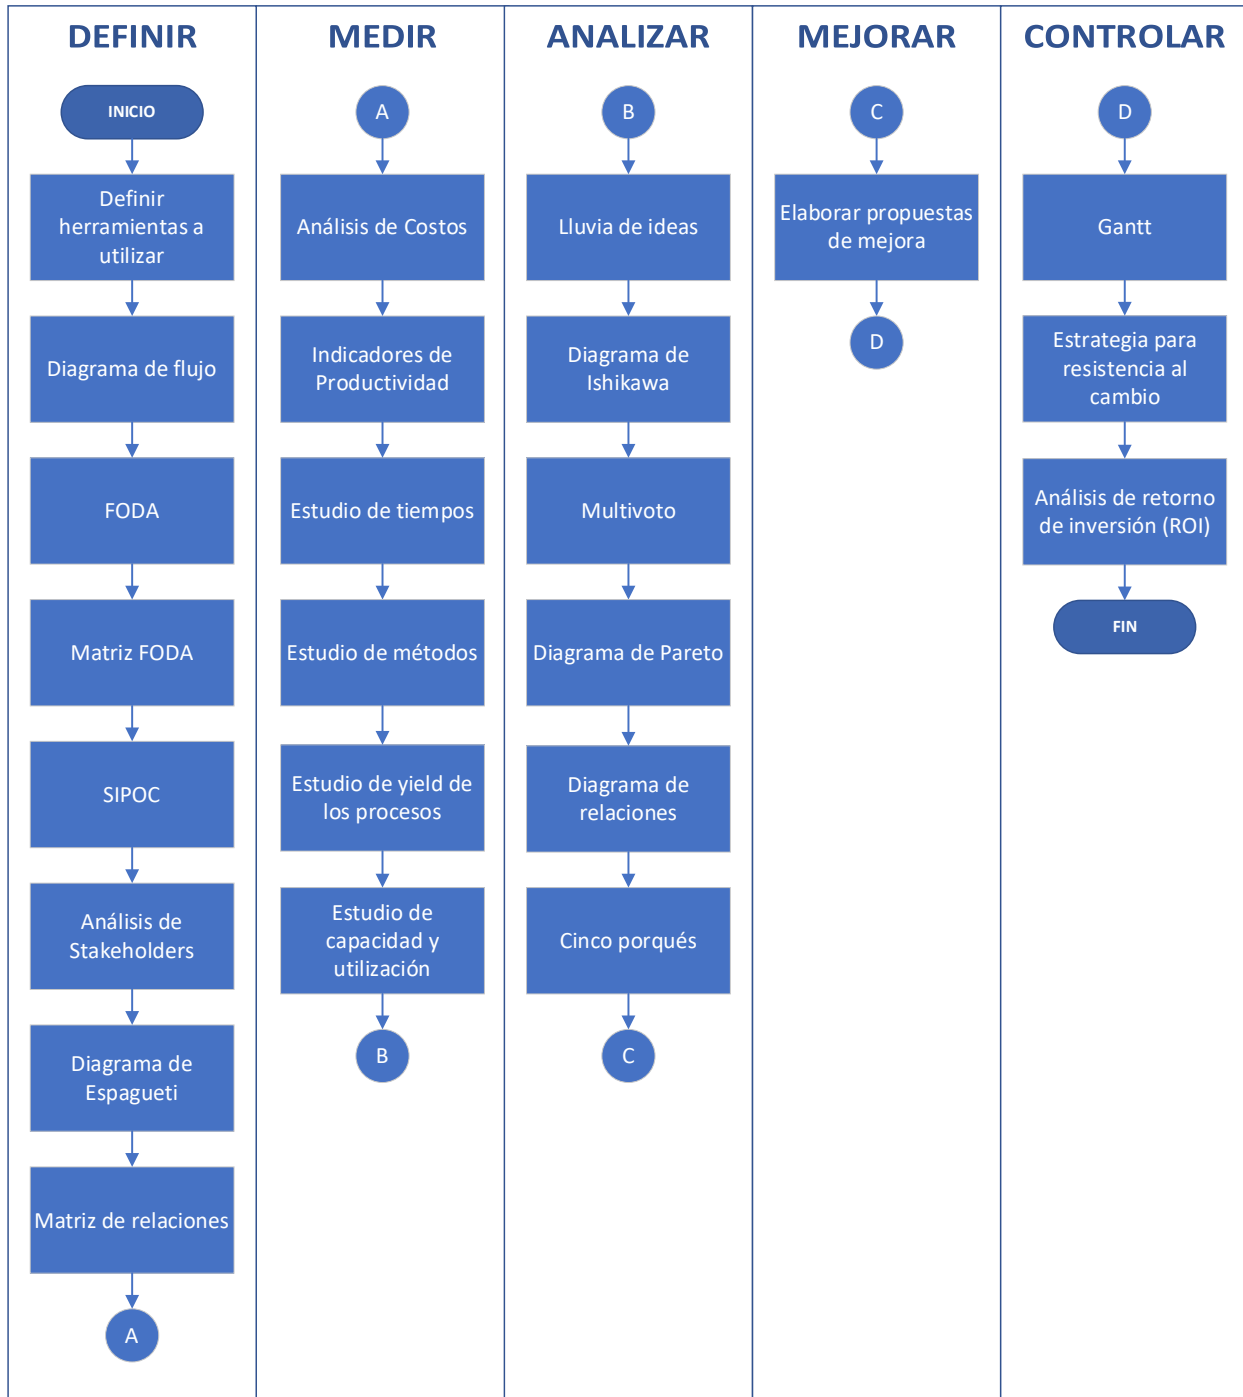 DEFINIR
INICIO
Definir
herramientas a
utilizar
Diagrama de flujo
FODA
Matriz FODA
SIPOC
Análisis de
Stakeholders
Diagrama de
Espagueti
Matriz de relaciones
A
MEDIR
A
Análisis de Costos
Indicadores de
Productividad
Estudio de tiempos
Estudio de métodos
Estudio de yield de
los procesos
Estudio de
capacidad y
utilización
B
ANALIZAR
B
Lluvia de ideas
Diagrama de
Ishikawa
Multivoto
Diagrama de Pareto
Diagrama de
relaciones
Cinco porqués
C
MEJORAR
C
Elaborar propuestas
de mejora
D
CONTROLAR
D
Gantt
Estrategia para
resistencia al
cambio
Análisis de retorno
de inversión (ROI)
FIN